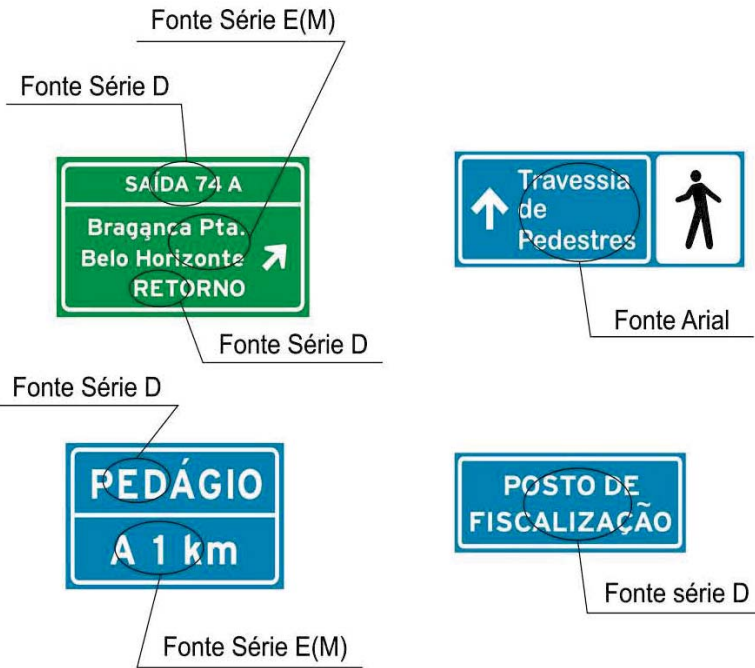 Fonte Série E(M)
Fonte Série D
SAÍDA 74 A
Bragança Pta.
Belo Horizonte
RETORNO
Fonte Série D
Travessia
de
Pedestres
Fonte Arial
Fonte Série D
PEDÁGIO
A 1 km
Fonte Série E(M)
POSTO DE
FISCALIZAÇÃO
Fonte série D